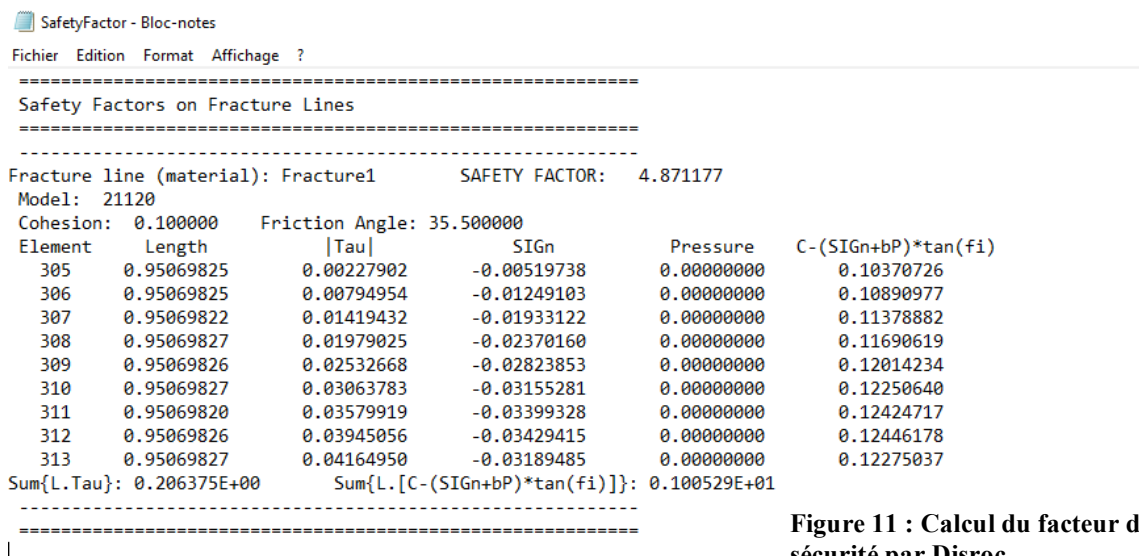 SafetyFactor - Bloc-notes
Fichier Edition Format Affichage ?
===========================================================
Safety Factors on Fracture Lines
===========================================================
-----------------------------------------------------------
Fracture line (material): Fracture1 SAFETY FACTOR: 4.871177
Model: 21120
Cohesion: 0.100000 Friction Angle: 35.500000
Element Length |Tau| SIGn Pressure C-(SIGn+bP)*tan(fi)
305 0.95069825 0.00227902 -0.00519738 0.00000000 0.10370726
306 0.95069825 0.00794954 -0.01249103 0.00000000 0.10890977
307 0.95069822 0.01419432 -0.01933122 0.00000000 0.11378882
308 0.95069827 0.01979025 -0.02370160 0.00000000 0.11690619
309 0.95069826 0.02532668 -0.02823853 0.00000000 0.12014234
310 0.95069827 0.03063783 -0.03155281 0.00000000 0.12250640
311 0.95069820 0.03579919 -0.03399328 0.00000000 0.12424717
312 0.95069826 0.03945056 -0.03429415 0.00000000 0.12446178
313 0.95069827 0.04164950 -0.03189485 0.00000000 0.12275037
Sum{L.Tau}: 0.206375E+00 Sum{L.[C-(SIGn+bP)*tan(fi)]}: 0.100529E+01
-----------------------------------------------------------
===========================================================
Figure 11 : Calcul du facteur d
sécurité par Disroc